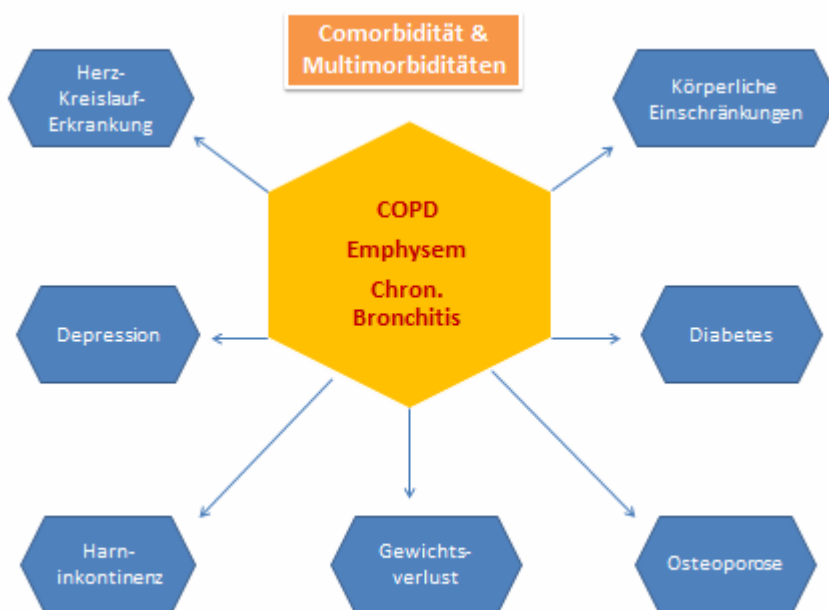 Comorbidität &
Multimorbiditäten
Herz-
Kreislauf-
Erkrankung
Körperliche
Einschränkungen
COPD
Emphysem
Chron.
Bronchitis
Depression
Diabetes
Harn-
inkontinenz
Gewichts-
verlust
Osteoporose